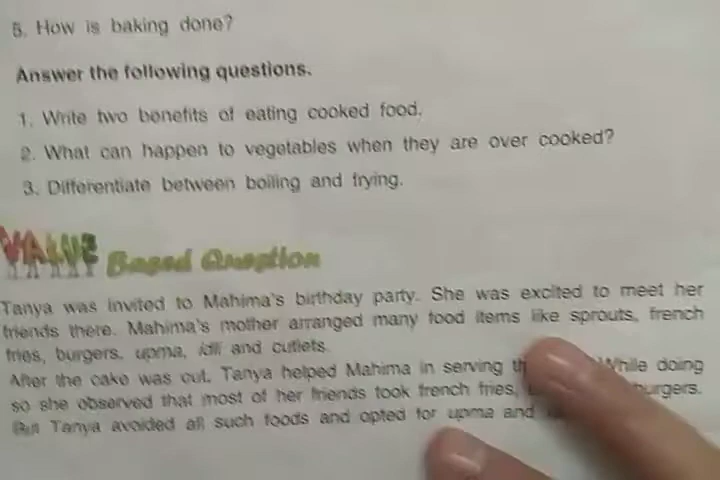 5. How is baking done?
Answer the following questions.
1. Write two benefits of eating cooked food.
2. What can happen to vegetables when they are over cooked?
3. Differentiate between boiling and frying.
VALUE Based Question
Tanya was invited to Mahima's birthday party. She was excited to meet her
friends there. Mahima's mother arranged many food items like sprouts, french
fries, burgers, upma, idli and cutlets.
After the cake was cut, Tanya helped Mahima in serving While doing
so she observed that most of her friends took french fries, burgers.
But Tanya avoided all such foods and opted for upma and